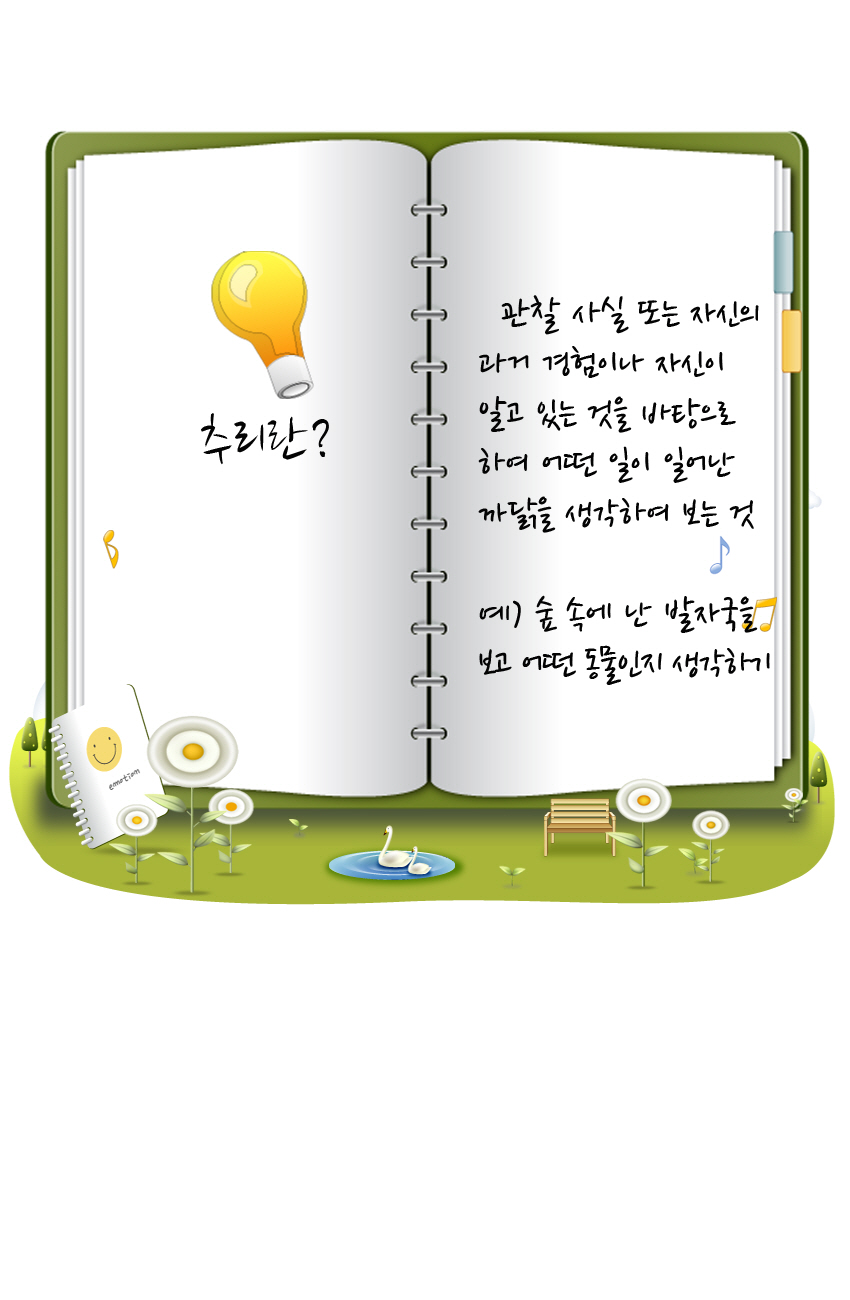 추리란?
관찰 사실 또는 자신의
과거 경험이나 자신이
알고 있는 것을 바탕으로
하여 어떤 일이 일어난
까닭을 생각하여 보는 것
예) 숲 속에 난 발자국을
보고 어떤 동물인지 생각하기
emotion